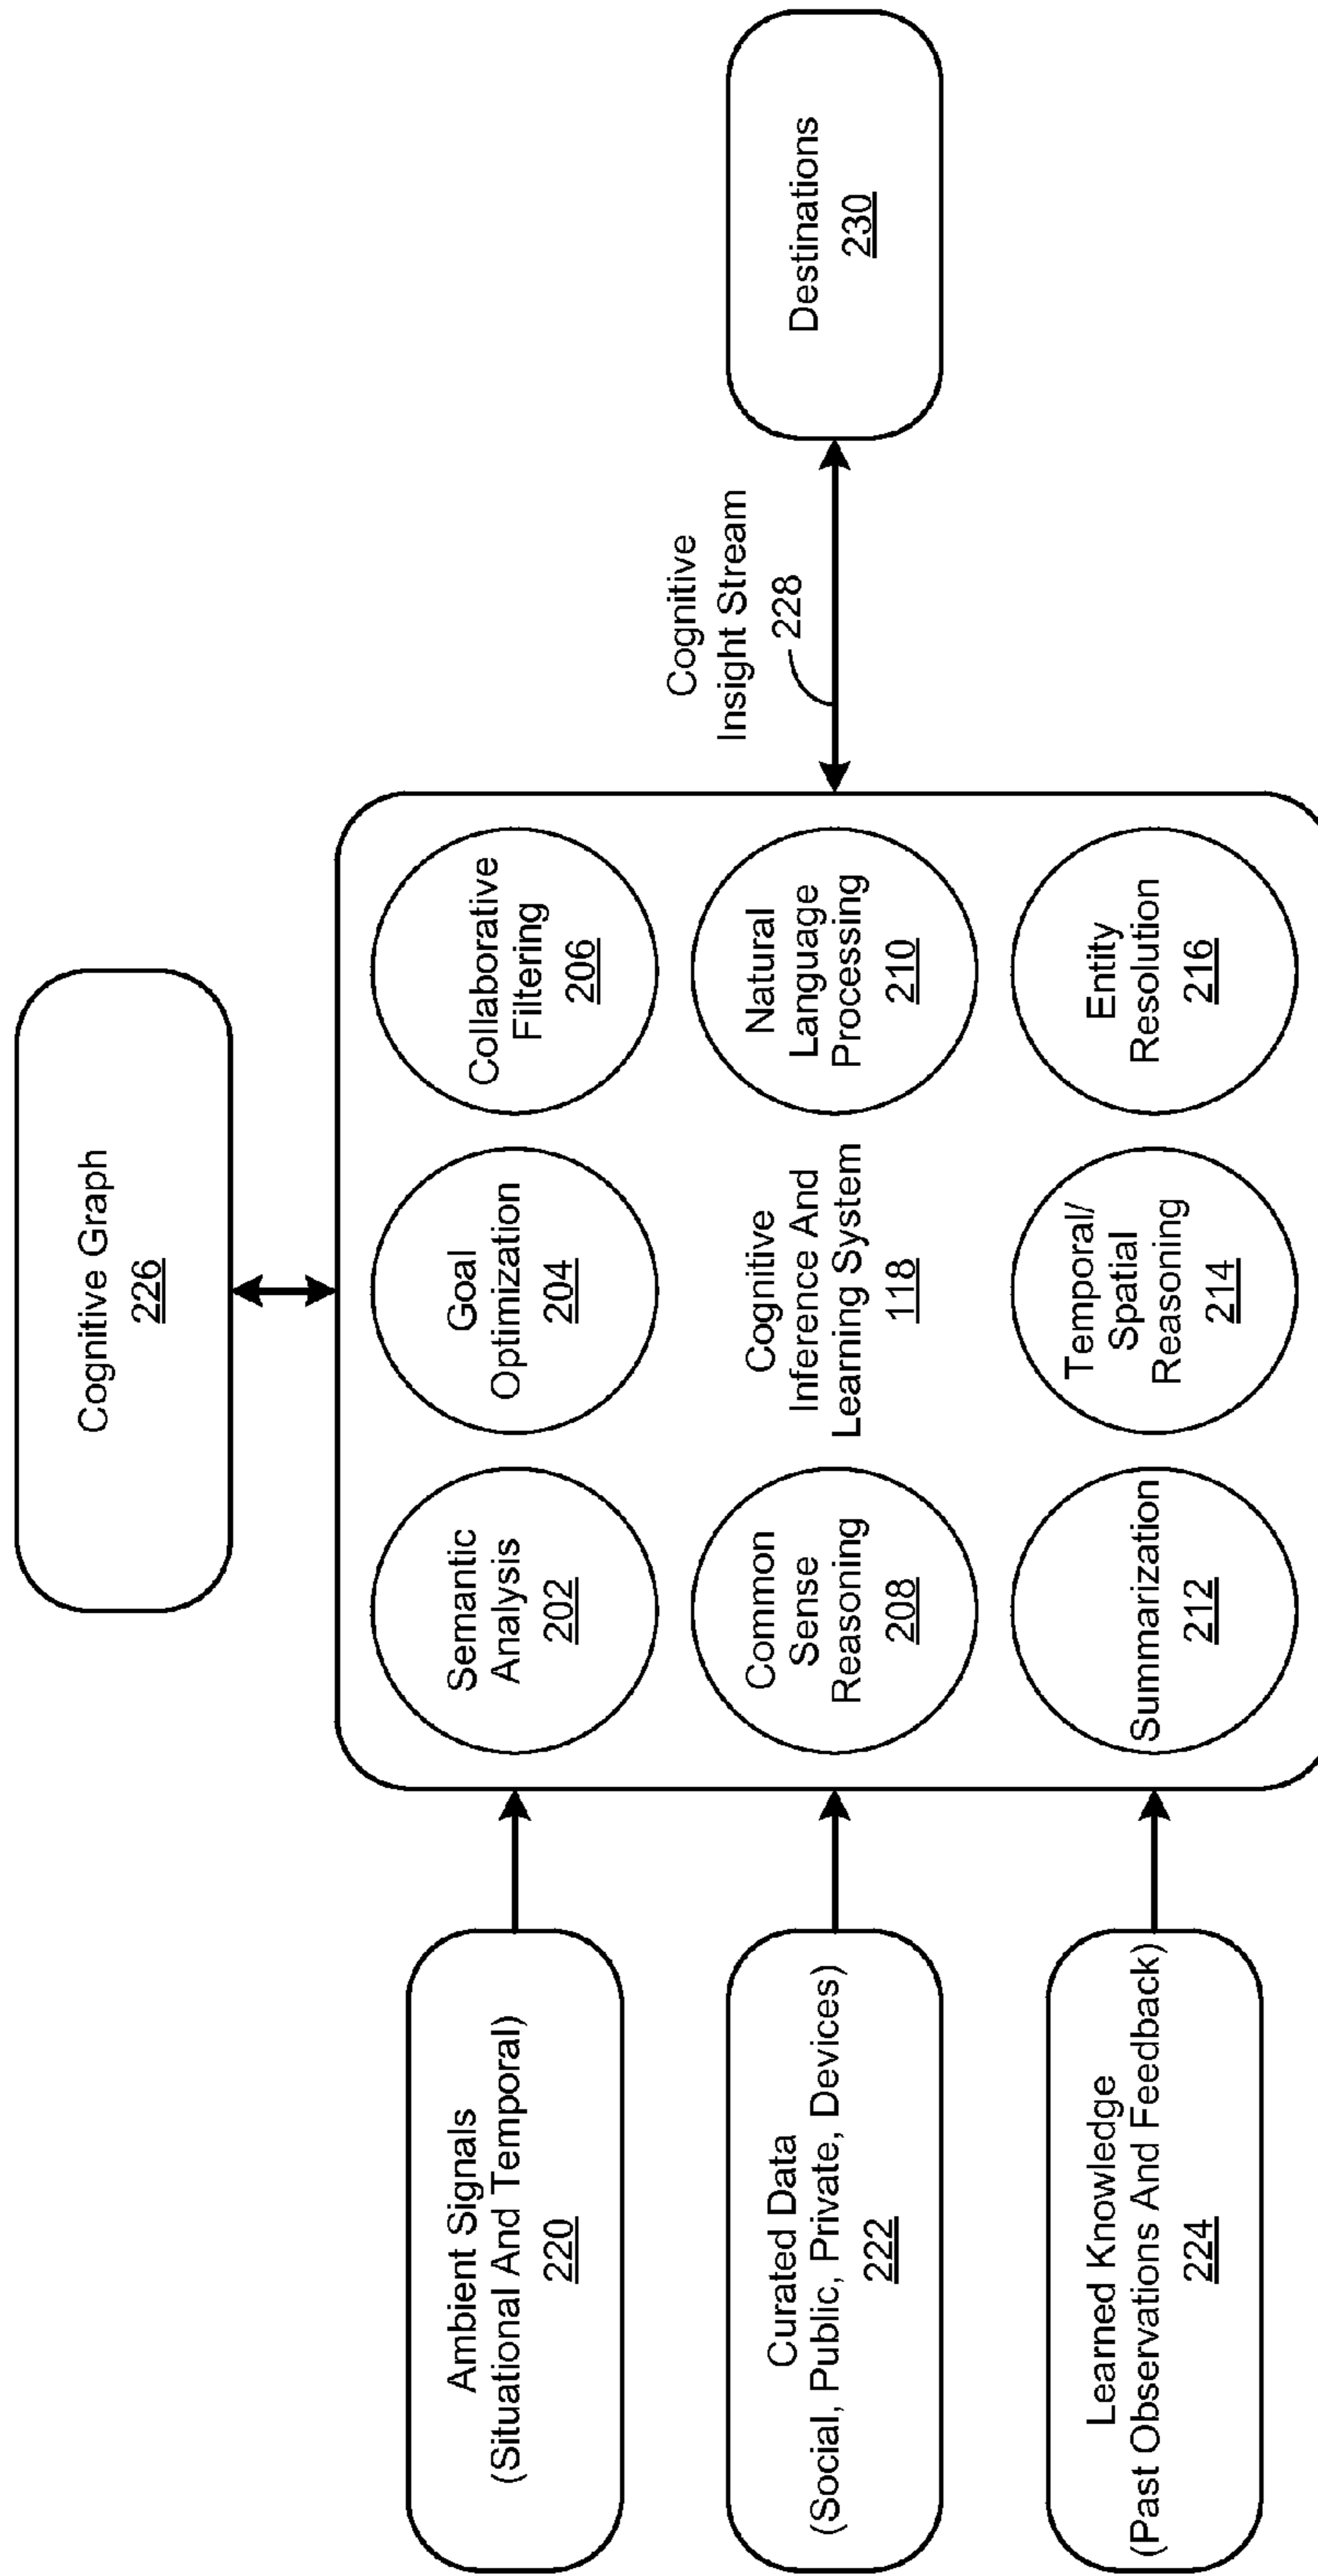 Cognitive Graph
226
Ambient Signals
(Situational And Temporal)
220
Curated Data
(Social, Public, Private, Devices)
222
Learned Knowledge
(Past Observations And Feedback)
224
Semantic
Analysis
202
Goal
Optimization
204
Collaborative
Filtering
206
Common
Sense
Reasoning
208
Cognitive
Inference And
Learning System
118
Natural
Language
Processing
210
Summarization
212
Temporal/
Spatial
Reasoning
214
Entity
Resolution
216
Cognitive
Insight Stream
228
Destinations
230